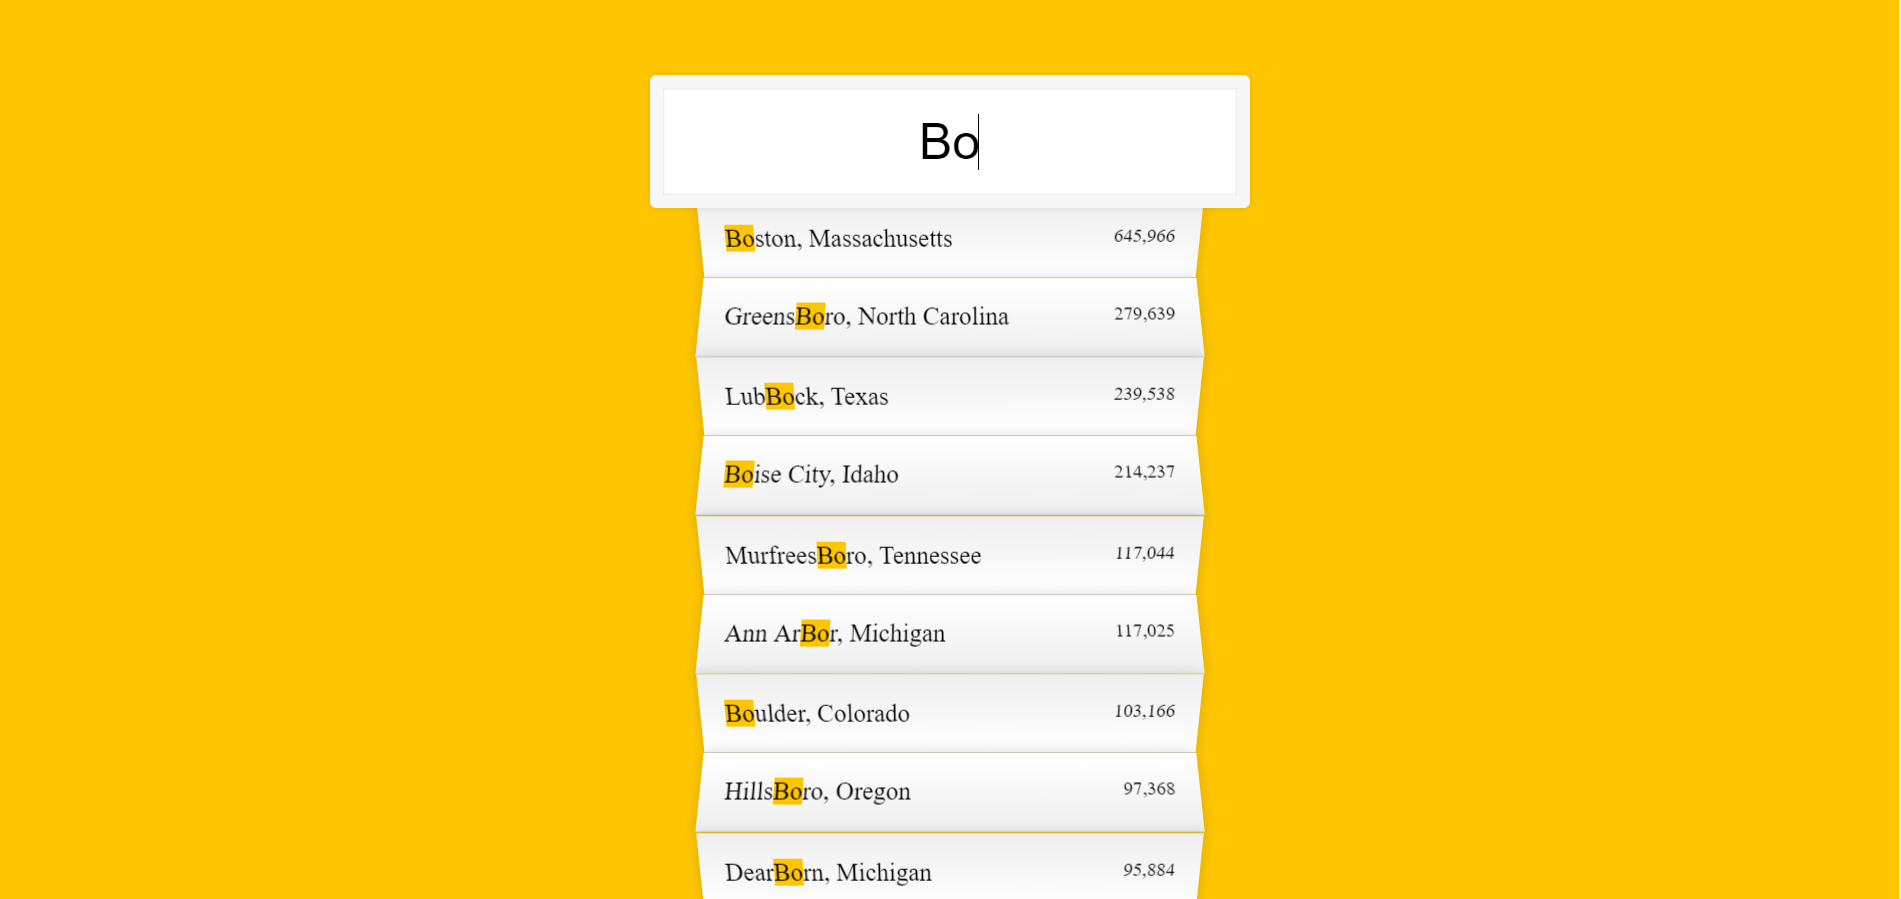 Bo
Boston, Massachusetts 645,966
GreensBoro, North Carolina 279,639
LubBock, Texas 239,538
Boise City, Idaho 214,237
MurfreesBoro, Tennessee 117,044
Ann ArBor, Michigan 117,025
Boulder, Colorado 103,166
HillsBoro, Oregon 97,368
DearBorn, Michigan 95,884